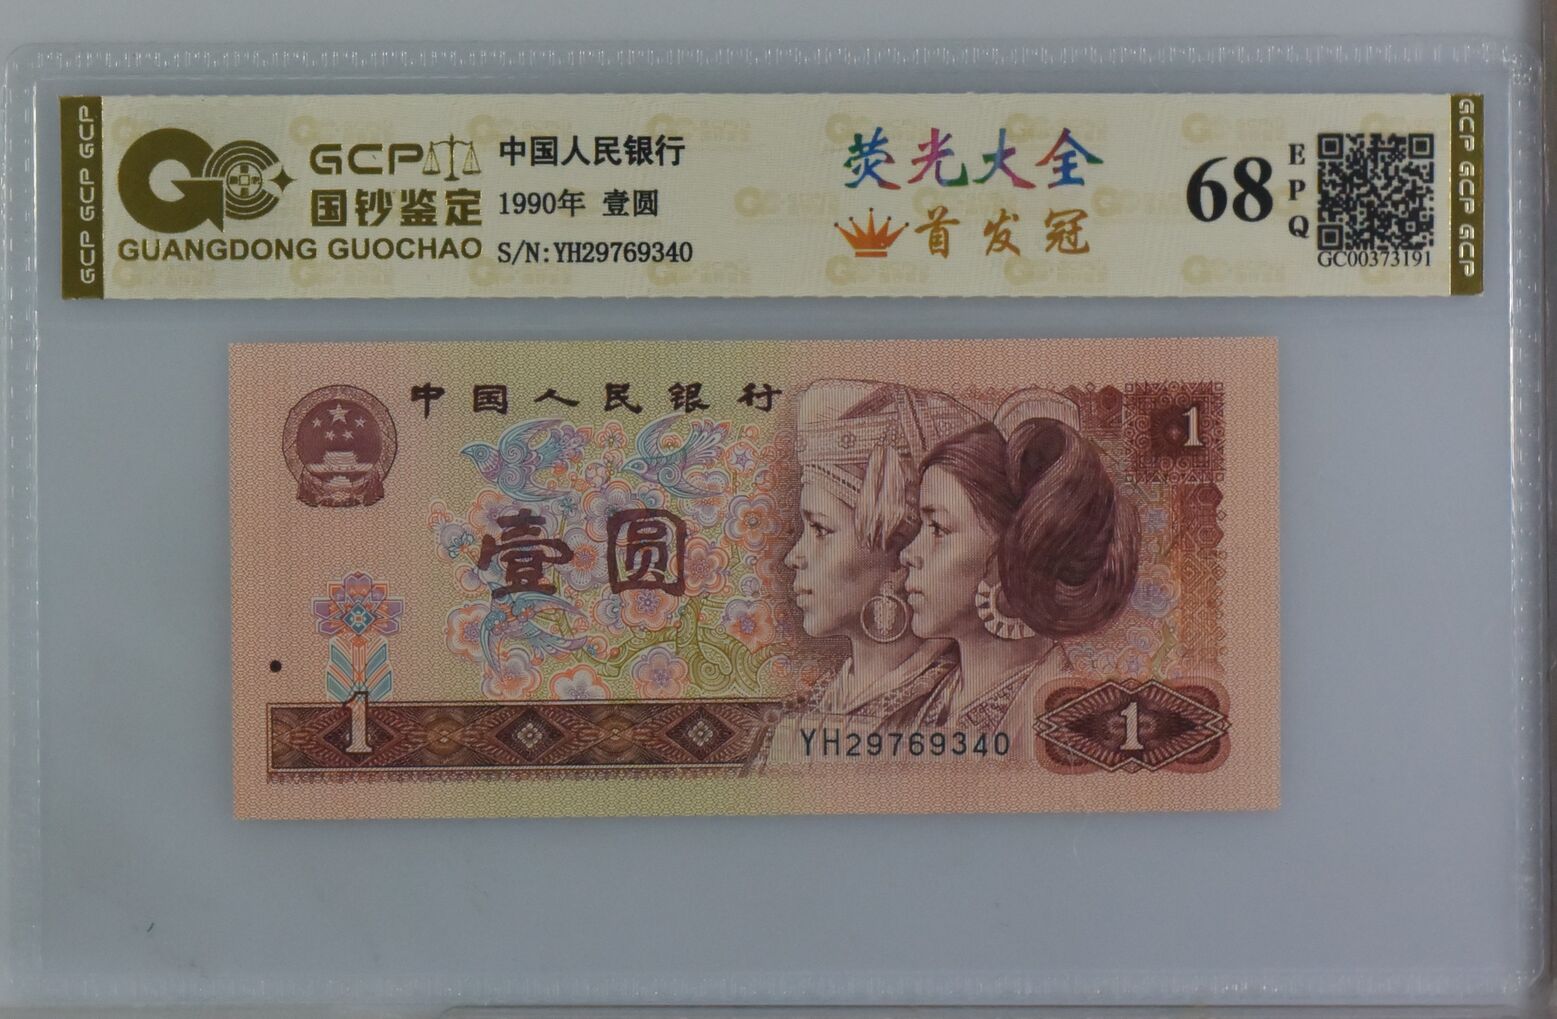 GCP GCP GCP
GCP
国钞鉴定
GUANGDONG GUOCHAO
中国人民银行
1990年 壹圆
S/N:YH29769340
荧光大全
首发冠
68
EPQ
GC00373191
GCP GCP GCP
中国人民银行
1
壹圆
1
YH29769340
1